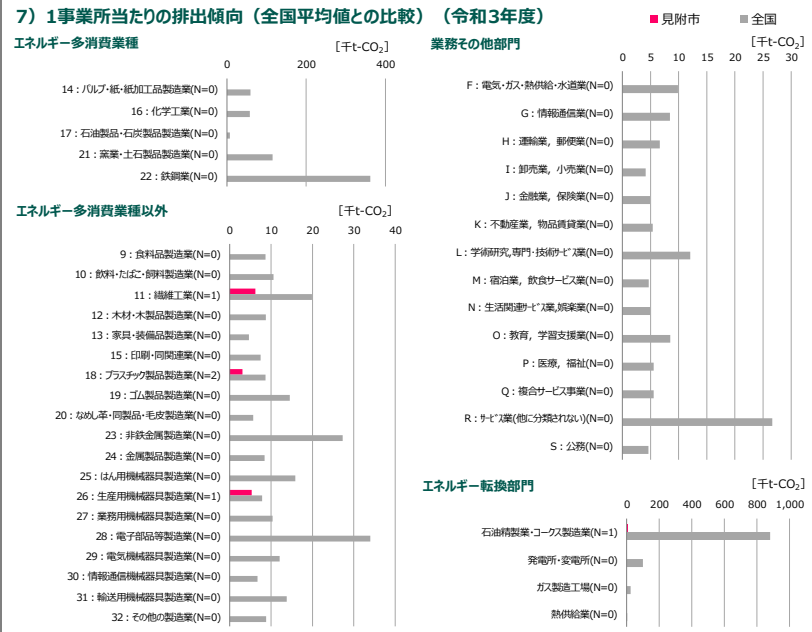 7）1事業所当たりの排出傾向（全国平均値との比較）（令和3年度）
見附市 全国
エネルギー多消費業種
[千t-CO2]
0 200 400
14：パルプ・紙・紙加工品製造業(N=0)
16：化学工業(N=0)
17：石油製品・石炭製品製造業(N=0)
21：窯業・土石製品製造業(N=0)
22：鉄鋼業(N=0)
エネルギー多消費業種以外
[千t-CO2]
0 10 20 30 40
9：食料品製造業(N=0)
10：飲料・たばこ・飼料製造業(N=0)
11：繊維工業(N=1)
12：木材・木製品製造業(N=0)
13：家具・装備品製造業(N=0)
15：印刷・同関連業(N=0)
18：プラスチック製品製造業(N=2)
19：ゴム製品製造業(N=0)
20：なめし革・同製品・毛皮製造業(N=0)
23：非鉄金属製造業(N=0)
24：金属製品製造業(N=0)
25：はん用機械器具製造業(N=0)
26：生産用機械器具製造業(N=1)
27：業務用機械器具製造業(N=0)
28：電子部品等製造業(N=0)
29：電気機械器具製造業(N=0)
30：情報通信機械器具製造業(N=0)
31：輸送用機械器具製造業(N=0)
32：その他の製造業(N=0)
業務その他部門
[千t-CO2]
0 5 10 15 20 25 30
F：電気・ガス・熱供給・水道業(N=0)
G：情報通信業(N=0)
H：運輸業，郵便業(N=0)
I：卸売業，小売業(N=0)
J：金融業，保険業(N=0)
K：不動産業，物品賃貸業(N=0)
L：学術研究,専門・技術ｻｰﾋﾞｽ業(N=0)
M：宿泊業，飲食サービス業(N=0)
N：生活関連ｻｰﾋﾞｽ業,娯楽業(N=0)
O：教育，学習支援業(N=0)
P：医療，福祉(N=0)
Q：複合サービス事業(N=0)
R：ｻｰﾋﾞｽ業(他に分類されない)(N=0)
S：公務(N=0)
エネルギー転換部門
[千t-CO2]
0 200 400 600 800 1,000
石油精製業・コークス製造業(N=1)
発電所・変電所(N=0)
ガス製造工場(N=0)
熱供給業(N=0)